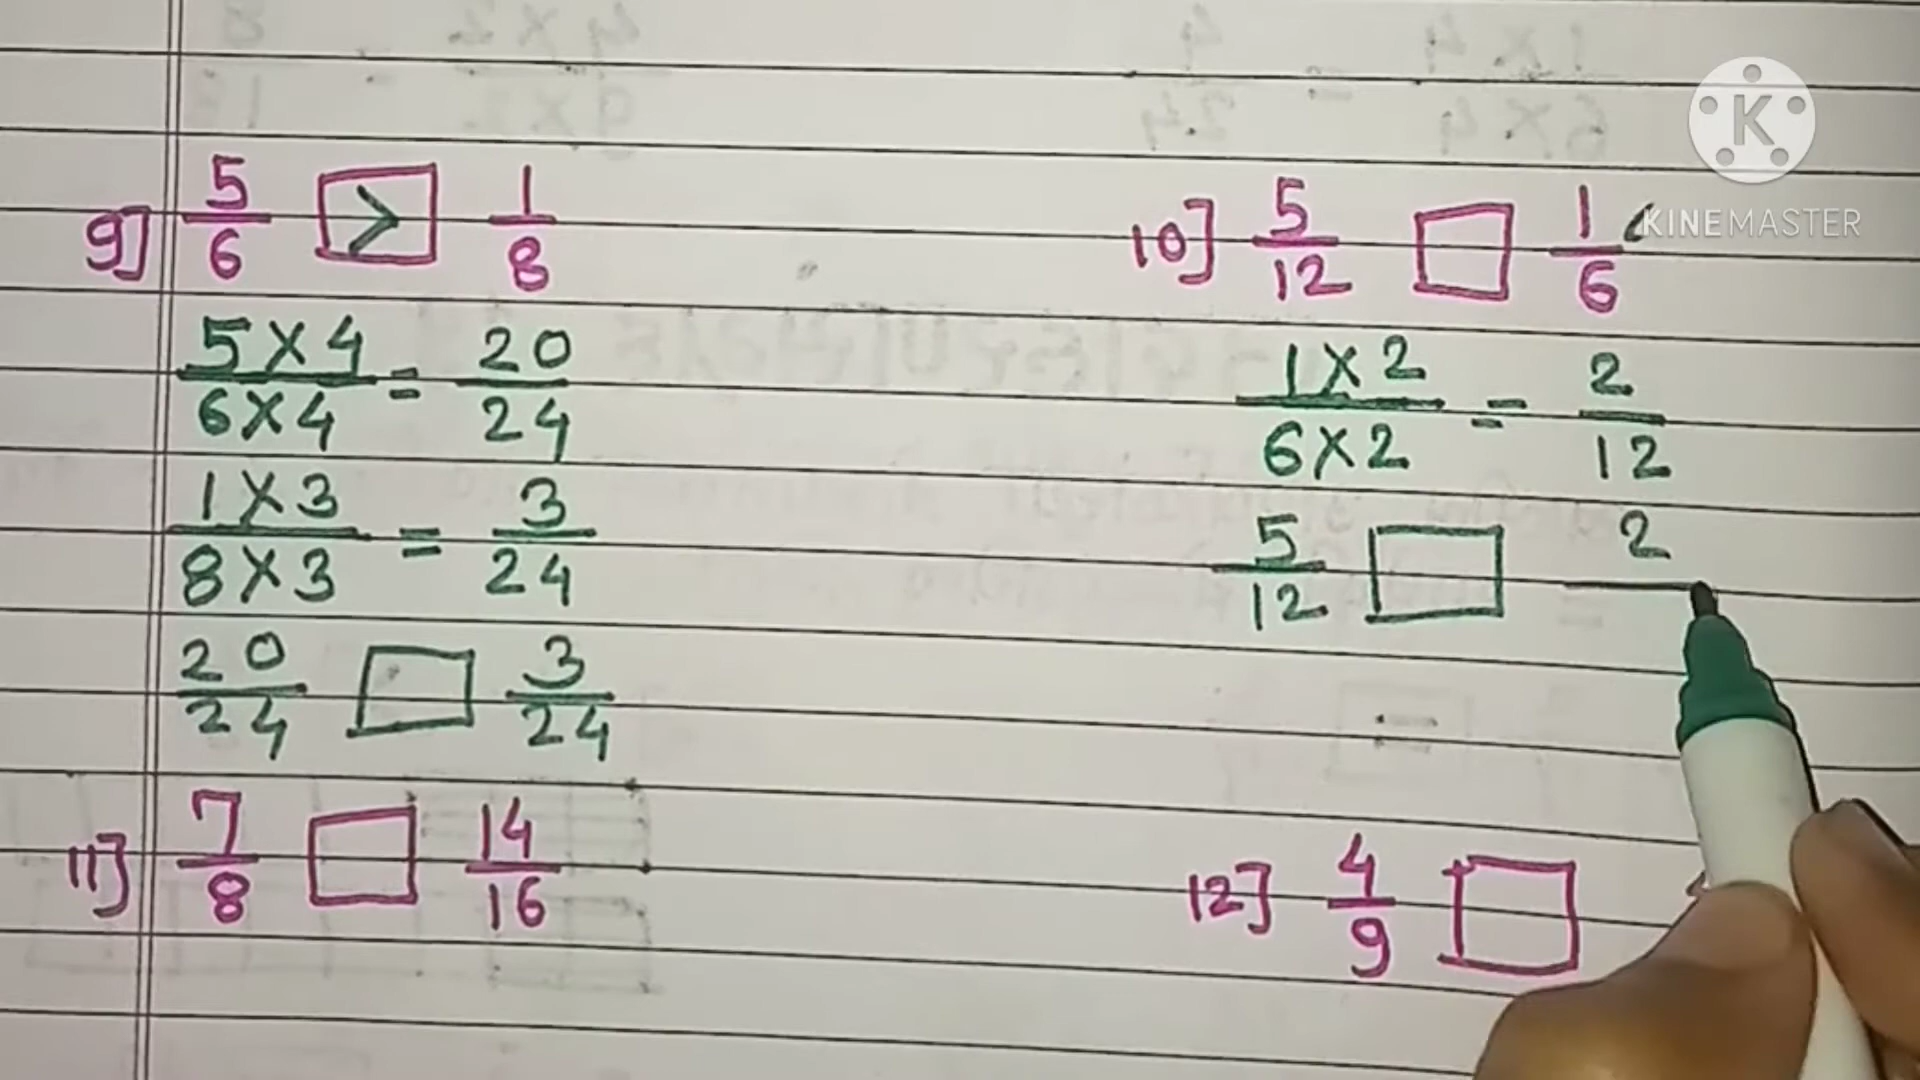 K
KINEMASTER
9] 5/6 [>] 1/8
5×4/6×4 = 20/24
1×3/8×3 = 3/24
20/24 □ 3/24
10] 5/12 □ 1/6
1×2/6×2 = 2/12
5/12 □ 2/
11] 7/8 □ 14/16
12] 4/9 □